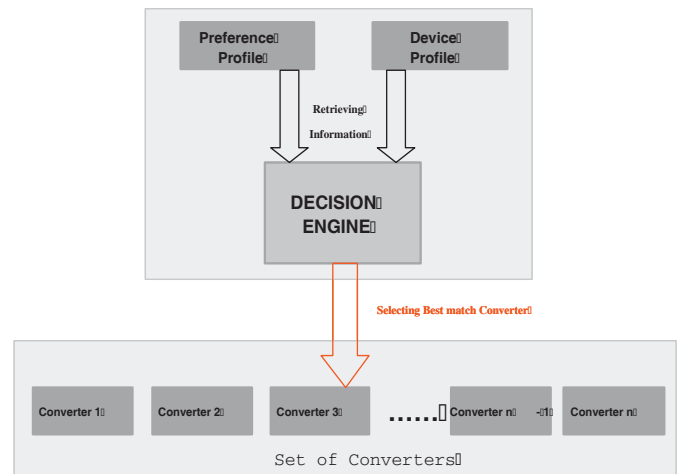 Preference Device
Profile Profile
Retrieving
Information
DECISION
ENGINE
Selecting Best match Converter
Converter 1 Converter 2 Converter 3 ...... Converter n -1 Converter n
Set of Converters